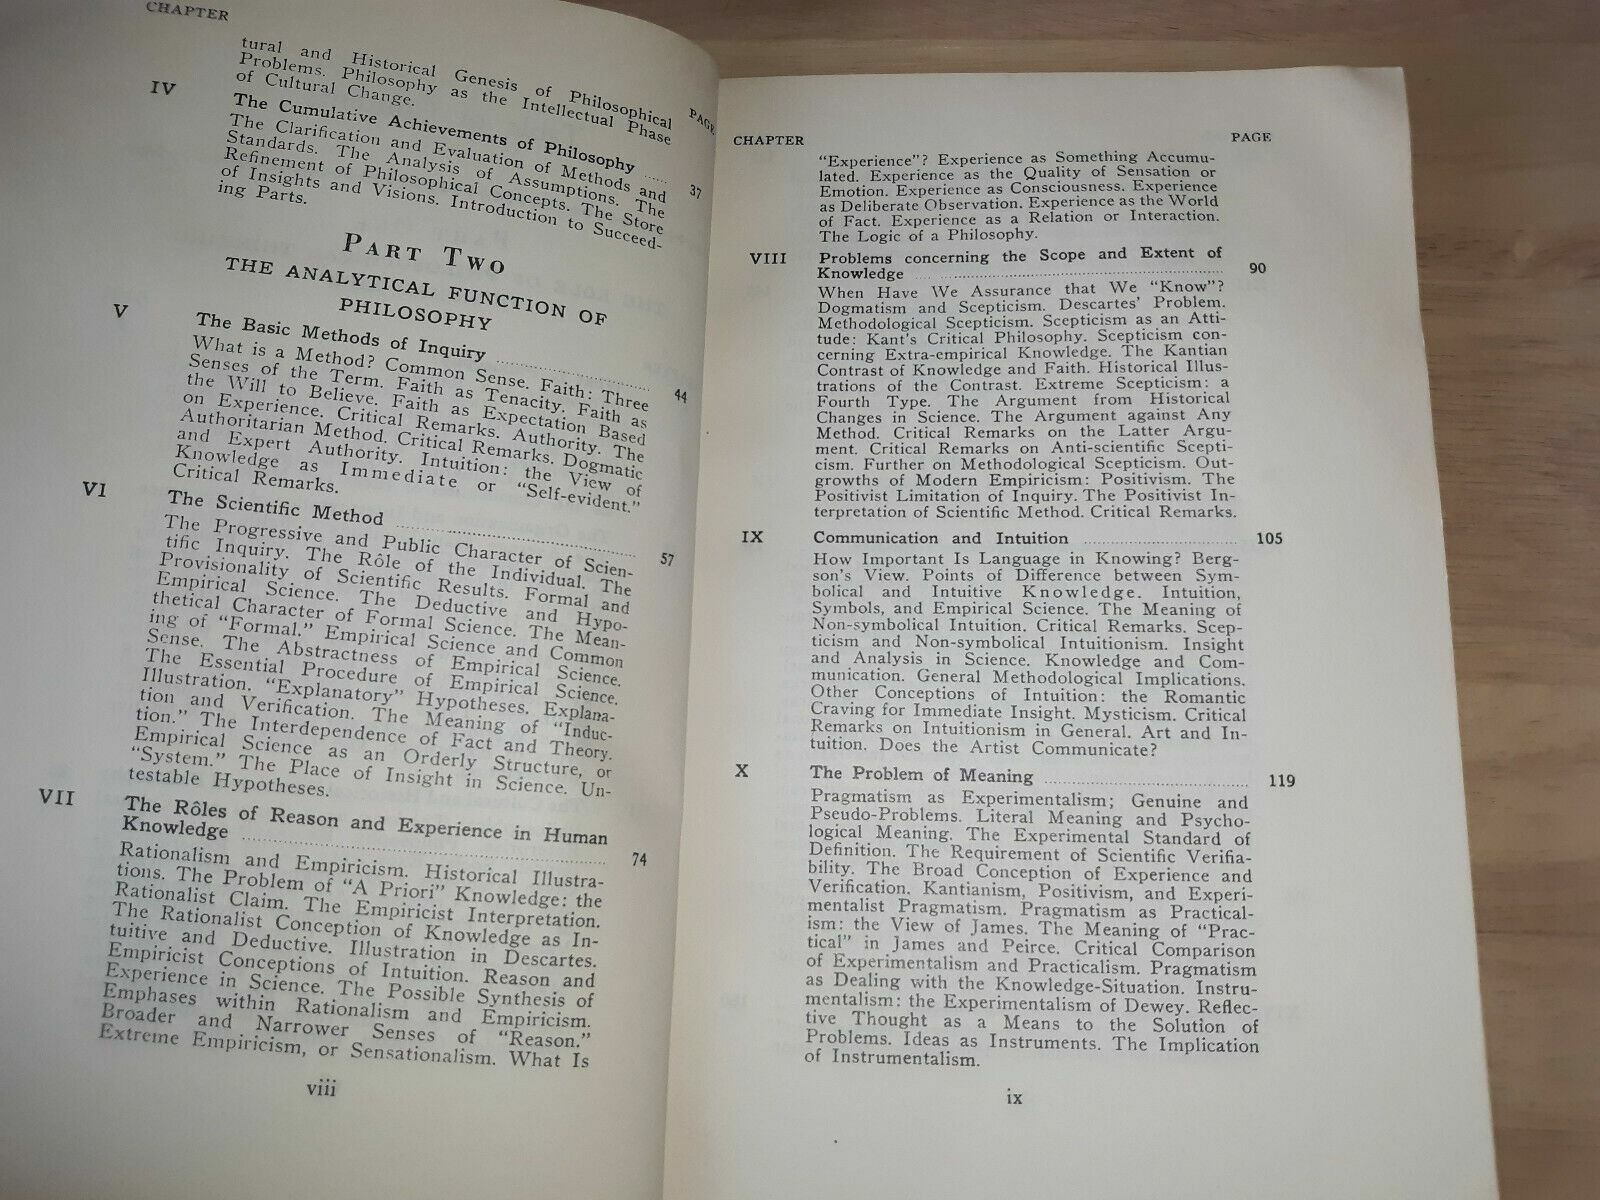 CHAPTER
PAGE
tural and Historical Genesis of Philosophical
Problems. Philosophy as the Intellectual Phase
of Cultural Change.
IV
The Cumulative Achievements of Philosophy ...... 37
The Clarification and Evaluation of Methods and
Standards. The Analysis of Assumptions. The
Refinement of Philosophical Concepts. The Store
of Insights and Visions. Introduction to Succeed-
ing Parts.
PART TWO
THE ANALYTICAL FUNCTION OF
PHILOSOPHY
V
The Basic Methods of Inquiry ...... 44
What is a Method? Common Sense. Faith: Three
Senses of the Term. Faith as Tenacity. Faith as
the Will to Believe. Faith as Expectation Based
on Experience. Critical Remarks. Authority. The
Authoritarian Method. Critical Remarks. Dogmatic
and Expert Authority. Intuition: the View of
Knowledge as Immediate or "Self-evident."
Critical Remarks.
VI
The Scientific Method ...... 57
The Progressive and Public Character of Scien-
tific Inquiry. The Rôle of the Individual. The
Provisionality of Scientific Results. Formal and
Empirical Science. The Deductive and Hypo-
thetical Character of Formal Science. The Mean-
ing of "Formal." Empirical Science and Common
Sense. The Abstractness of Empirical Science.
The Essential Procedure of Empirical Science.
Illustration. "Explanatory" Hypotheses. Explana-
tion and Verification. The Meaning of "Induc-
tion." The Interdependence of Fact and Theory.
Empirical Science as an Orderly Structure, or
"System." The Place of Insight in Science. Un-
testable Hypotheses.
VII
The Rôles of Reason and Experience in Human
Knowledge ...... 74
Rationalism and Empiricism. Historical Illustra-
tions. The Problem of "A Priori" Knowledge: the
Rationalist Claim. The Empiricist Interpretation.
The Rationalist Conception of Knowledge as In-
tuitive and Deductive. Illustration in Descartes.
Empiricist Conceptions of Intuition. Reason and
Experience in Science. The Possible Synthesis of
Emphases within Rationalism and Empiricism.
Broader and Narrower Senses of "Reason."
Extreme Empiricism, or Sensationalism. What Is
viii
CHAPTER
PAGE
"Experience"? Experience as Something Accumu-
lated. Experience as the Quality of Sensation or
Emotion. Experience as Consciousness. Experience
as Deliberate Observation. Experience as the World
of Fact. Experience as a Relation or Interaction.
The Logic of a Philosophy.
VIII
Problems concerning the Scope and Extent of
Knowledge ...... 90
When Have We Assurance that We "Know"?
Dogmatism and Scepticism. Descartes' Problem.
Methodological Scepticism. Scepticism as an Atti-
tude: Kant's Critical Philosophy. Scepticism con-
cerning Extra-empirical Knowledge. The Kantian
Contrast of Knowledge and Faith. Historical Illus-
trations of the Contrast. Extreme Scepticism: a
Fourth Type. The Argument from Historical
Changes in Science. The Argument against Any
Method. Critical Remarks on the Latter Argu-
ment. Critical Remarks on Anti-scientific Scepti-
cism. Further on Methodological Scepticism. Out-
growths of Modern Empiricism: Positivism. The
Positivist Limitation of Inquiry. The Positivist In-
terpretation of Scientific Method. Critical Remarks.
IX
Communication and Intuition ...... 105
How Important Is Language in Knowing? Berg-
son's View. Points of Difference between Sym-
bolical and Intuitive Knowledge. Intuition,
Symbols, and Empirical Science. The Meaning of
Non-symbolical Intuition. Critical Remarks. Scep-
ticism and Non-symbolical Intuitionism. Insight
and Analysis in Science. Knowledge and Com-
munication. General Methodological Implications.
Other Conceptions of Intuition: the Romantic
Craving for Immediate Insight. Mysticism. Critical
Remarks on Intuitionism in General. Art and In-
tuition. Does the Artist Communicate?
X
The Problem of Meaning ...... 119
Pragmatism as Experimentalism; Genuine and
Pseudo-Problems. Literal Meaning and Psycho-
logical Meaning. The Experimental Standard of
Definition. The Requirement of Scientific Verifia-
bility. The Broad Conception of Experience and
Verification. Kantianism, Positivism, and Experi-
mentalist Pragmatism. Pragmatism as Practical-
ism: the View of James. The Meaning of "Prac-
tical" in James and Peirce. Critical Comparison
of Experimentalism and Practicalism. Pragmatism
as Dealing with the Knowledge-Situation. Instru-
mentalism: the Experimentalism of Dewey. Reflec-
tive Thought as a Means to the Solution of
Problems. Ideas as Instruments. The Implication
of Instrumentalism.
ix